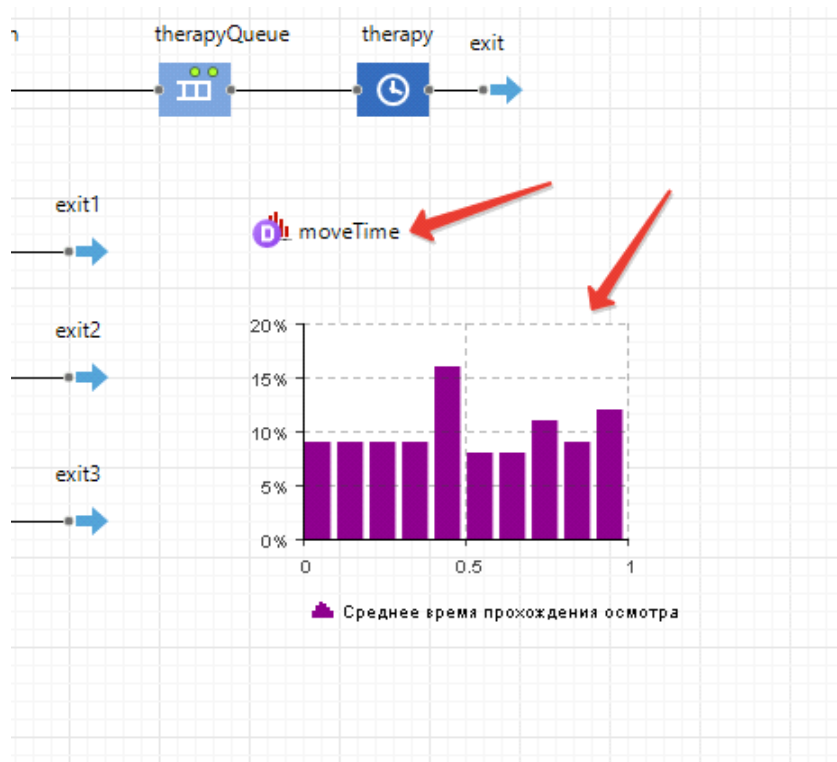 therapyQueue therapy exit
exit1
D moveTime
exit2
20%
15%
10%
exit3
5%
0%
0 0.5 1
Среднее время прохождения осмотра